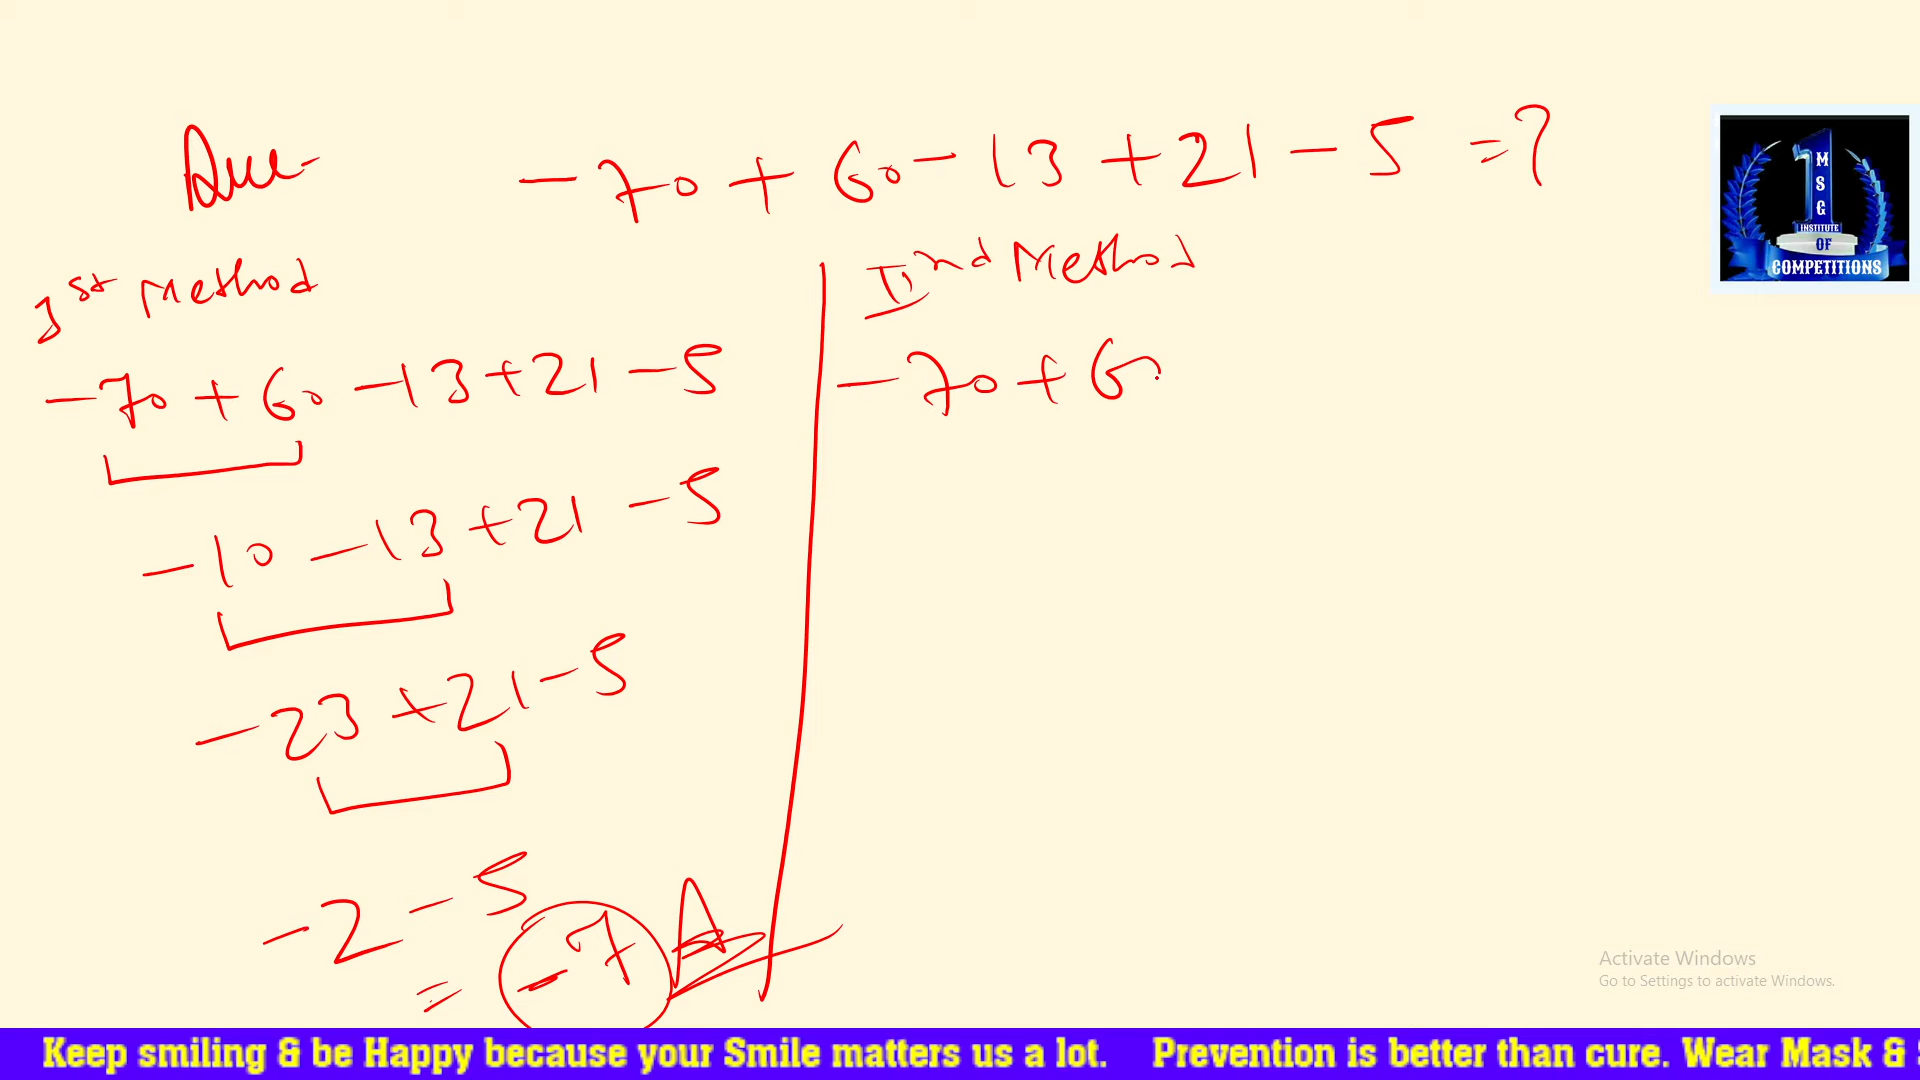 Que - 70 + 60 - 13 + 21 - 5 = ?
1st Method
- 70 + 60 - 13 + 21 - 5
- 10 - 13 + 21 - 5
- 23 + 21 - 5
- 2 - 5
= - 7 A
IInd Method
- 70 + 60
1
M
S
G
INSTITUTE
OF
COMPETITIONS
Activate Windows
Go to Settings to activate Windows.
Keep smiling & be Happy because your Smile matters us a lot. Prevention is better than cure. Wear Mask &